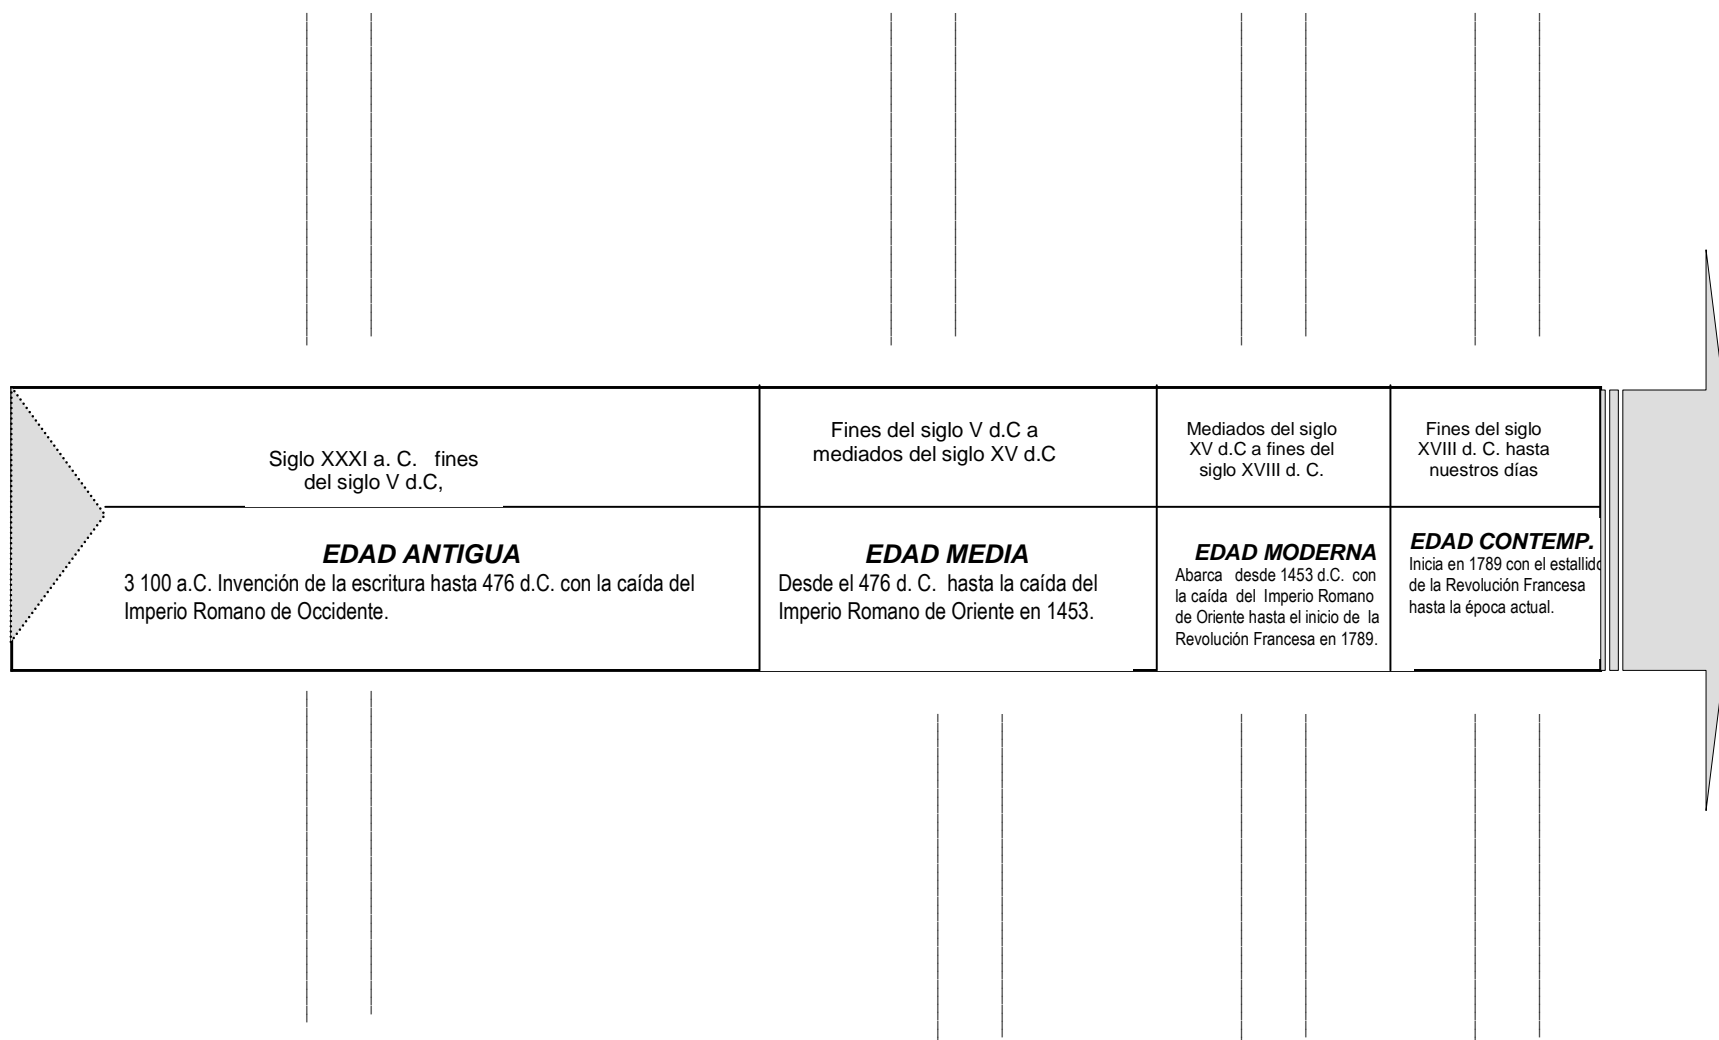 Siglo XXXI a. C.   fines
del siglo V d.C,
Fines del siglo V d.C a
mediados del siglo XV d.C
Mediados del siglo
XV d.C a fines del
siglo XVIII d. C.
Fines del siglo
XVIII d. C. hasta
nuestros días
EDAD ANTIGUA
3 100 a.C. Invención de la escritura hasta 476 d.C. con la caída del
Imperio Romano de Occidente.
EDAD MEDIA
Desde el 476 d. C.  hasta la caída del
Imperio Romano de Oriente en 1453.
EDAD MODERNA
Abarca   desde 1453 d.C.  con
la caída  del  Imperio Romano
de Oriente hasta el inicio de  la
Revolución Francesa en 1789.
EDAD CONTEMP.
Inicia en 1789 con el estallido
de la Revolución Francesa
hasta la época actual.